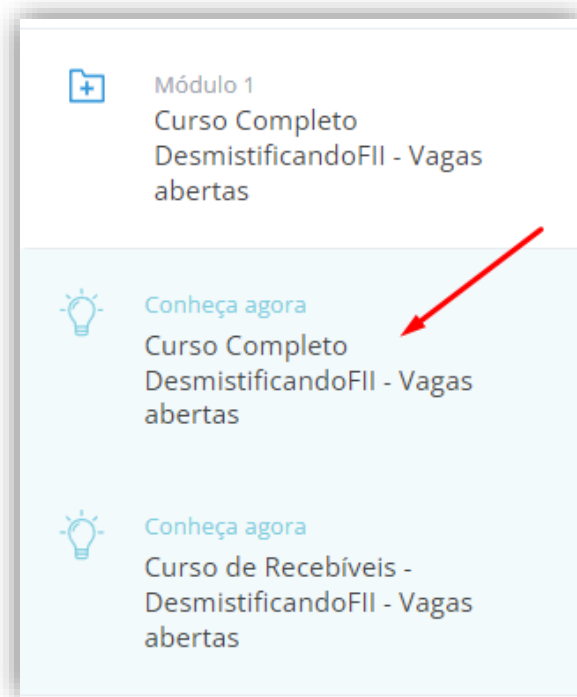 Módulo 1
Curso Completo
DesmistificandoFII - Vagas
abertas
Conheça agora
Curso Completo
DesmistificandoFII - Vagas
abertas
Conheça agora
Curso de Recebíveis -
DesmistificandoFII - Vagas
abertas